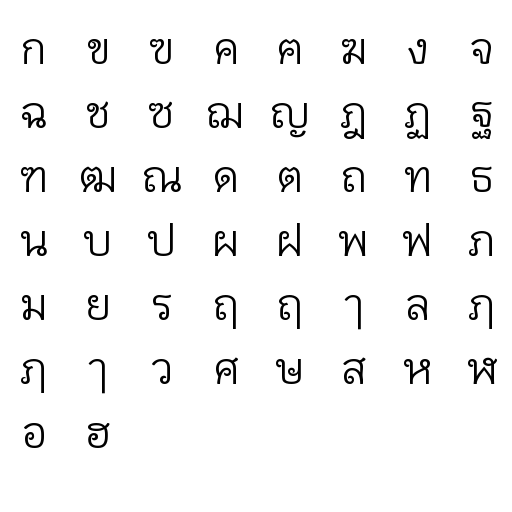 ก ข ฃ ค ฅ ฆ ง จ
ฉ ช ซ ฌ ญ ฎ ฏ ฐ
ฑ ฒ ณ ด ต ถ ท ธ
น บ ป ผ ฝ พ ฟ ภ
ม ย ร ฤ ฤ ๅ ล ฦ
ฦ ๅ ว ศ ษ ส ห ฬ
อ ฮ